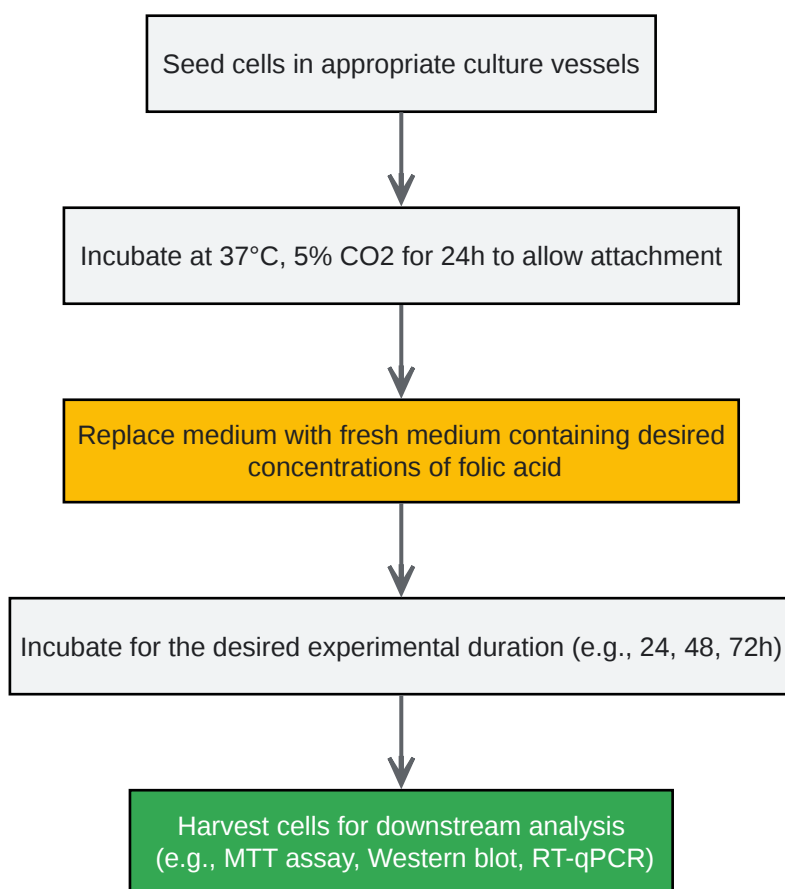 Seed cells in appropriate culture vessels
Incubate at 37°C, 5% CO2 for 24h to allow attachment
Replace medium with fresh medium containing desired
concentrations of folic acid
Incubate for the desired experimental duration (e.g., 24, 48, 72h)
Harvest cells for downstream analysis
(e.g., MTT assay, Western blot, RT-qPCR)